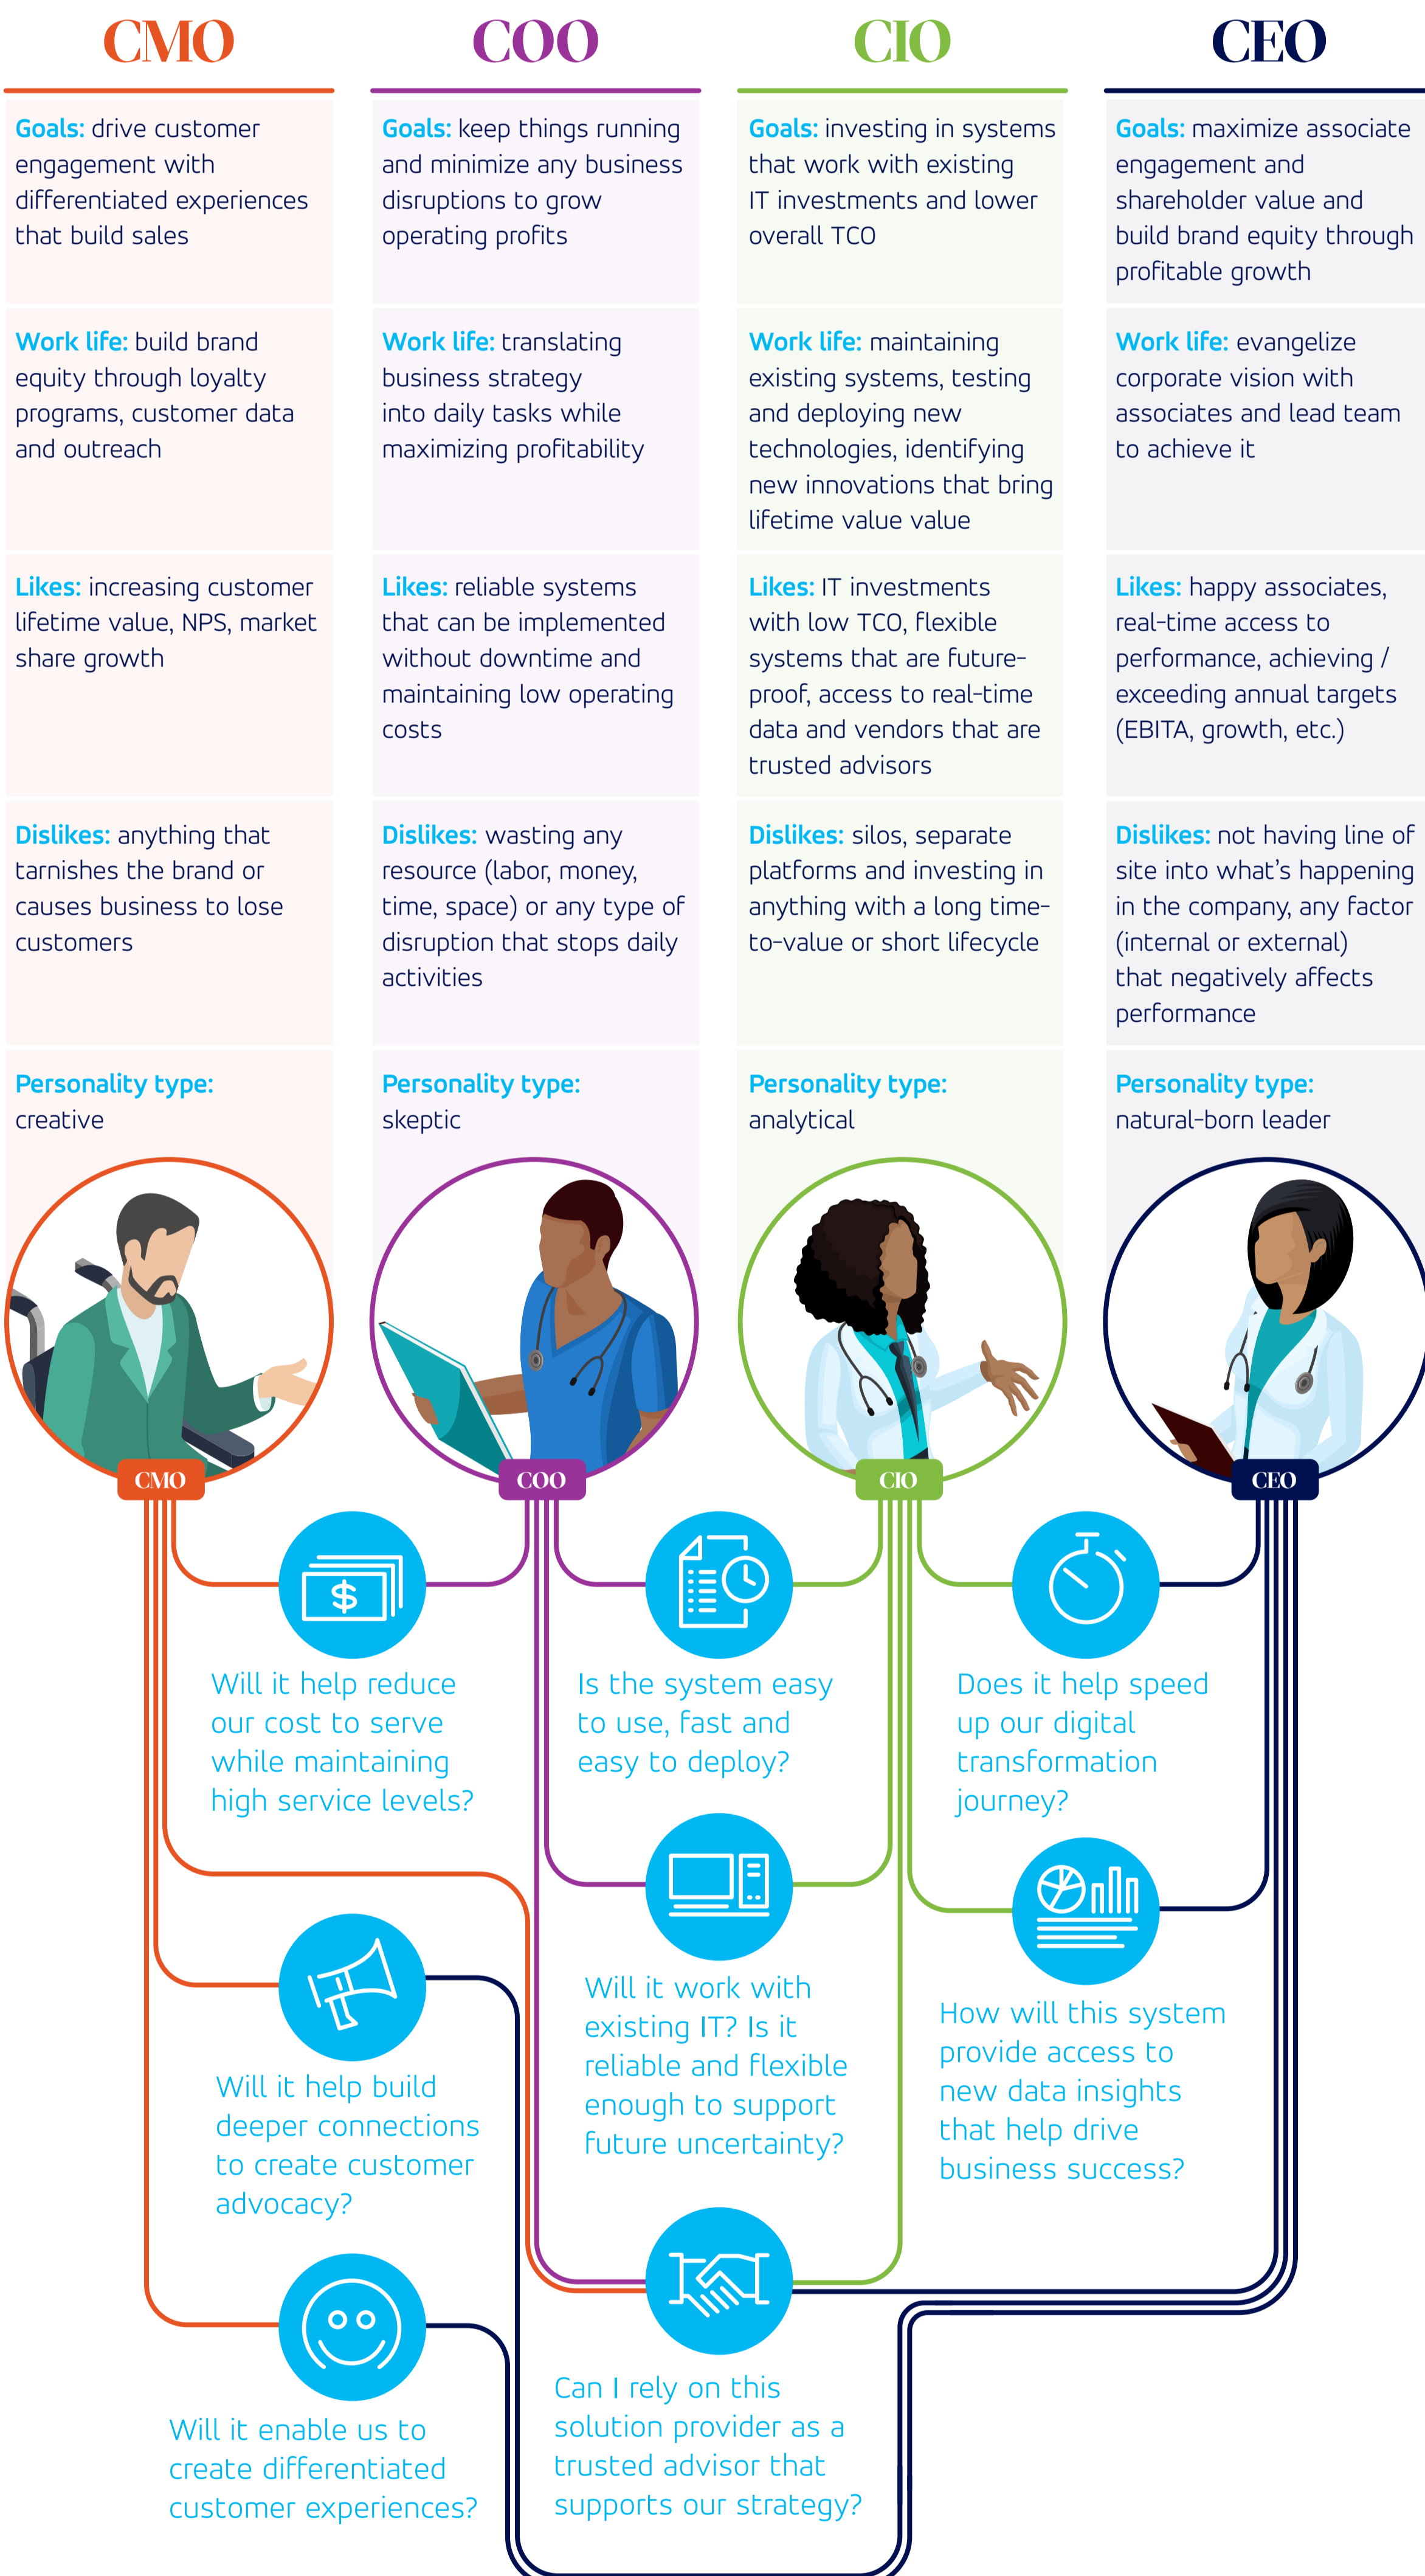 CMO
Goals: drive customer
engagement with
differentiated experiences
that build sales
Work life: build brand
equity through loyalty
programs, customer data
and outreach
Likes: increasing customer
lifetime value, NPS, market
share growth
Dislikes: anything that
tarnishes the brand or
causes business to lose
customers
Personality type:
creative
CMO
COO
Goals: keep things running
and minimize any business
disruptions to grow
operating profits
Work life: translating
business strategy
into daily tasks while
maximizing profitability
Likes: reliable systems
that can be implemented
without downtime and
maintaining low operating
costs
Dislikes: wasting any
resource (labor, money,
time, space) or any type of
disruption that stops daily
activities
Personality type:
skeptic
COO
CIO
Goals: investing in systems
that work with existing
IT investments and lower
overall TCO
Work life: maintaining
existing systems, testing
and deploying new
technologies, identifying
new innovations that bring
lifetime value value
Likes: IT investments
with low TCO, flexible
systems that are future-
proof, access to real-time
data and vendors that are
trusted advisors
Dislikes: silos, separate
platforms and investing in
anything with a long time-
to-value or short lifecycle
Personality type:
analytical
CIO
CEO
Goals: maximize associate
engagement and
shareholder value and
build brand equity through
profitable growth
Work life: evangelize
corporate vision with
associates and lead team
to achieve it
Likes: happy associates,
real-time access to
performance, achieving /
exceeding annual targets
(EBITA, growth, etc.)
Dislikes: not having line of
site into what's happening
in the company, any factor
(internal or external)
that negatively affects
performance
Personality type:
natural-born leader
CEO
$
Will it help reduce
our cost to serve
while maintaining
high service levels?
Is the system easy
to use, fast and
easy to deploy?
Does it help speed
up our digital
transformation
journey?
Will it help build
deeper connections
to create customer
advocacy?
Will it work with
existing IT? Is it
reliable and flexible
enough to support
future uncertainty?
How will this system
provide access to
new data insights
that help drive
business success?
Will it enable us to
create differentiated
customer experiences?
Can I rely on this
solution provider as a
trusted advisor that
supports our strategy?